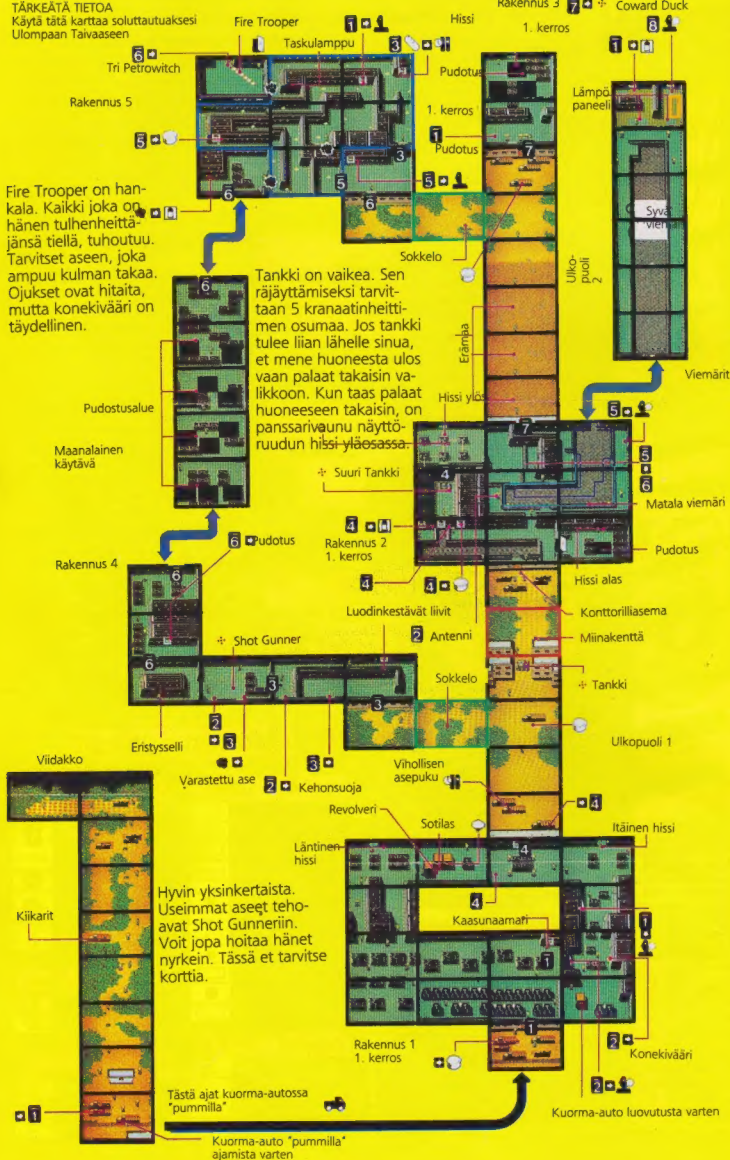 TÄRKEÄTÄ TIETOA
Käytä tätä karttaa soluttautuaksesi
Ulompaan Taivaaseen
Fire Trooper
Taskulamppu
Tri Petrowitch
Rakennus 5
Hissi
Rakennus 3
1. kerros
Coward Duck
Pudotus
1. kerros
Pudotus
Lämpö
paneeli
Fire Trooper on han-
kala. Kaikki joka on
hänen tulhenheittä-
jänsä tiellä, tuhoutuu.
Tarvitset aseen, joka
ampuu kulman takaa.
Ojukset ovat hitaita,
mutta konekivääri on
täydellinen.
Sokkelo
Ulko-
puoli
2
Tankki on vaikea. Sen
räjäyttämiseksi tarvit-
taan 5 kranaatinheitti-
men osumaa. Jos tankki
tulee liian lähelle sinua,
et mene huoneesta ulos
vaan palaat takaisin va-
likkoon. Kun taas palaat
huoneeseen takaisin, on
panssarivaunu näyttö-
ruudun hissi yläosassa.
Erämaa
Viemärit
Hissi ylös
Pudostusalue
Maanalainen
käytävä
Suuri Tankki
Matala viemäri
Rakennus 2
1. kerros
Pudotus
Hissi alas
Rakennus 4
Pudotus
Luodinkestävät liivit
Antenni
Konttorilliasema
Miinakenttä
Shot Gunner
Tankki
Sokkelo
Eristysselli
Varastettu ase
Kehonsuoja
Ulkopuoli 1
Vihollisen
asepuku
Viidakko
Revolveri
Sotilas
Läntinen
hissi
Itäinen hissi
Kiikarit
Hyvin yksinkertaista.
Useimmat aseet teho-
avat Shot Gunneriin.
Voit jopa hoitaa hänet
nyrkein. Tässä et tarvitse
korttia.
Kaasunaamari
Rakennus 1
1. kerros
Konekivääri
Tästä ajat kuorma-autossa
"pummilla"
Kuorma-auto luovutusta varten
Kuorma-auto "pummilla"
ajamista varten